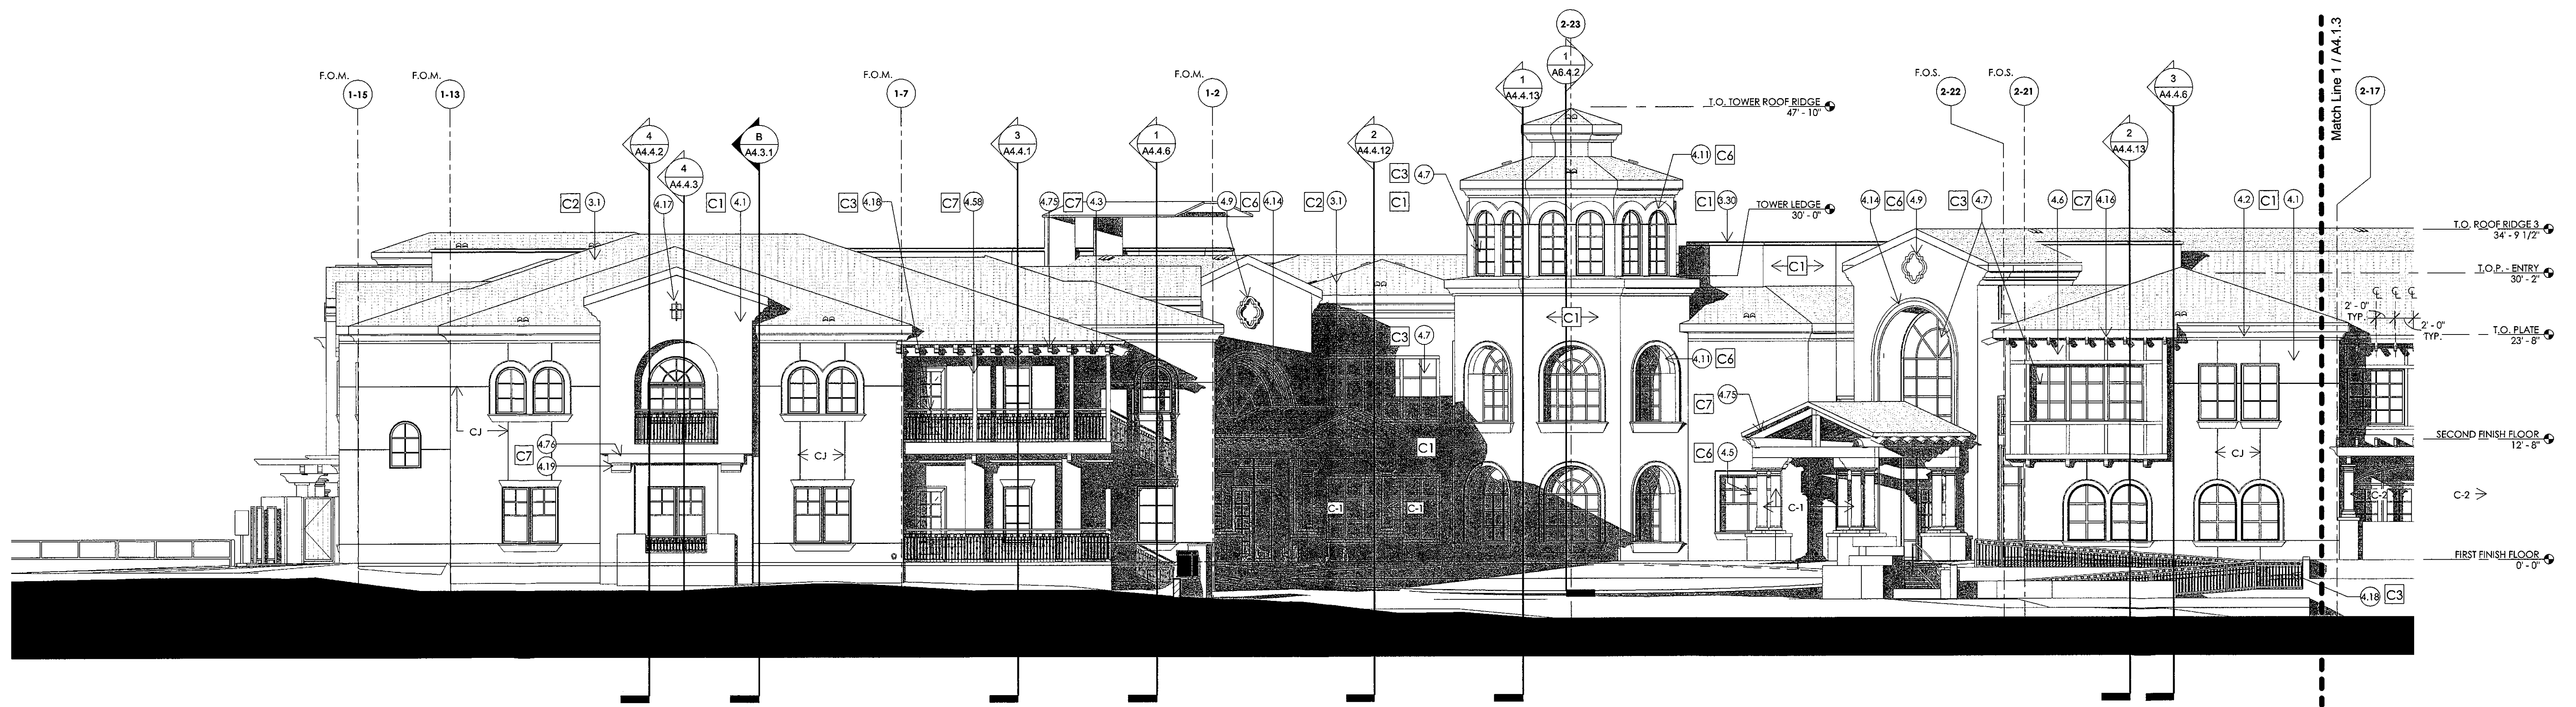 2-23
Match Line 1 / A4.1.3
1
A6.4.2
F.O.M.
F.O.M.
F.O.M.
F.O.M.
F.O.S.
F.O.S.
1-15
1-13
1-7
1-2
1
A4.4.13
2-22
2-21
3
A4.4.6
2-17
T.O. TOWER ROOF RIDGE
47' - 10"
4
A4.4.2
B
A4.3.1
3
A4.4.1
1
A4.4.6
2
A4.4.12
2
A4.4.13
4
A4.4.3
4.11 C6
C3 4.7
C2 3.1
4.17
C1 4.1
C3 4.18
C7 4.58
4.75 C7 4.3
4.9 C6 4.14
C2 3.1
C1
C1 3.30
TOWER LEDGE
30' - 0"
4.14 C6 4.9
C3 4.7
4.6 C7 4.16
4.2 C1 4.1
T.O. ROOF RIDGE 3
34' - 9 1/2"
C1
T.O.P. - ENTRY
30' - 2"
2' - 0"
TYP.
C1
2' - 0"
TYP.
T.O. PLATE
23' - 8"
C3 4.7
4.11 C6
C7 4.75
CJ
C7 4.76
4.19
CJ
C1
C6 4.5
SECOND FINISH FLOOR
12' - 8"
CJ
C-1
C-1
C-1
C-2
C-2
FIRST FINISH FLOOR
0' - 0"
4.18 C3